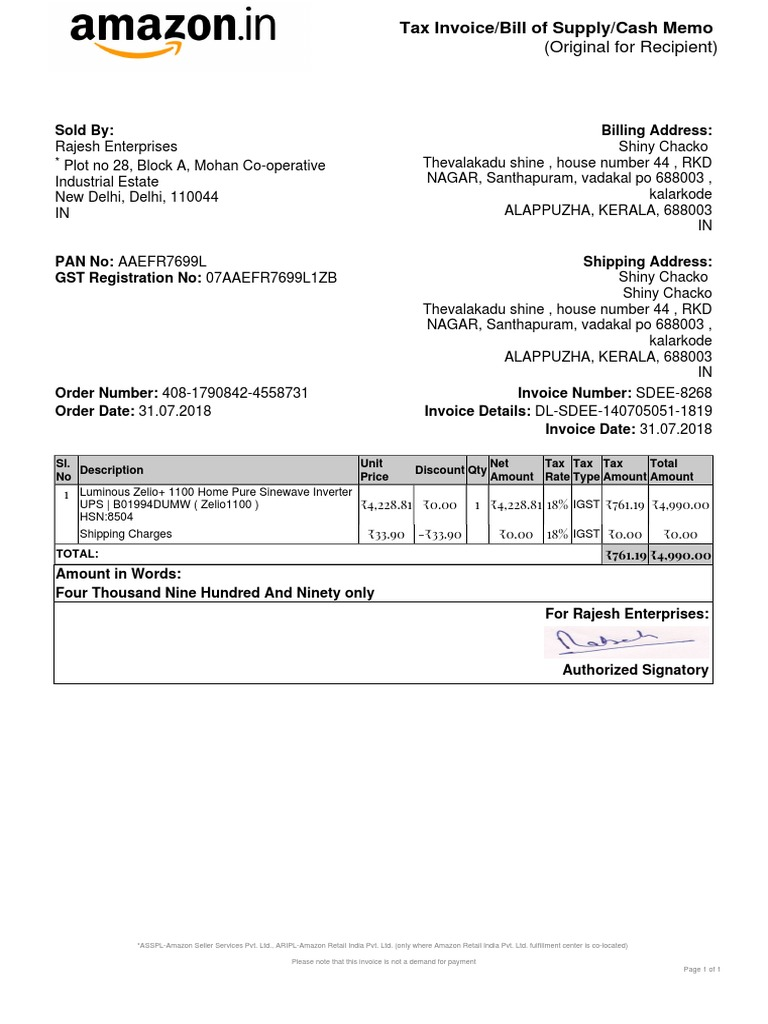 amazon.in
Tax Invoice/Bill of Supply/Cash Memo
(Original for Recipient)
Sold By:
Rajesh Enterprises
* Plot no 28, Block A, Mohan Co-operative
Industrial Estate
New Delhi, Delhi, 110044
IN
Billing Address:
Shiny Chacko
Thevalakadu shine , house number 44 , RKD
NAGAR, Santhapuram, vadakal po 688003 ,
kalarkode
ALAPPUZHA, KERALA, 688003
IN
PAN No: AAEFR7699L
GST Registration No: 07AAEFR7699L1ZB
Shipping Address:
Shiny Chacko
Shiny Chacko
Thevalakadu shine , house number 44 , RKD
NAGAR, Santhapuram, vadakal po 688003 ,
kalarkode
ALAPPUZHA, KERALA, 688003
IN
Order Number: 408-1790842-4558731
Order Date: 31.07.2018
Invoice Number: SDEE-8268
Invoice Details: DL-SDEE-140705051-1819
Invoice Date: 31.07.2018
Sl. No Description Unit Price Discount Qty Net Amount Tax Rate Tax Type Tax Amount Total Amount
1 Luminous Zelio+ 1100 Home Pure Sinewave Inverter
UPS | B01994DUMW ( Zelio1100 ) ₹4,228.81 ₹0.00 1 ₹4,228.81 18% IGST ₹761.19 ₹4,990.00
HSN:8504
Shipping Charges ₹33.90 -₹33.90 ₹0.00 18% IGST ₹0.00 ₹0.00
TOTAL: ₹761.19 ₹4,990.00
Amount in Words:
Four Thousand Nine Hundred And Ninety only
For Rajesh Enterprises:
Authorized Signatory
*ASSPL-Amazon Seller Services Pvt. Ltd., ARIPL-Amazon Retail India Pvt. Ltd. (only where Amazon Retail India Pvt. Ltd. fulfillment center is co-located)
Please note that this invoice is not a demand for payment
Page 1 of 1